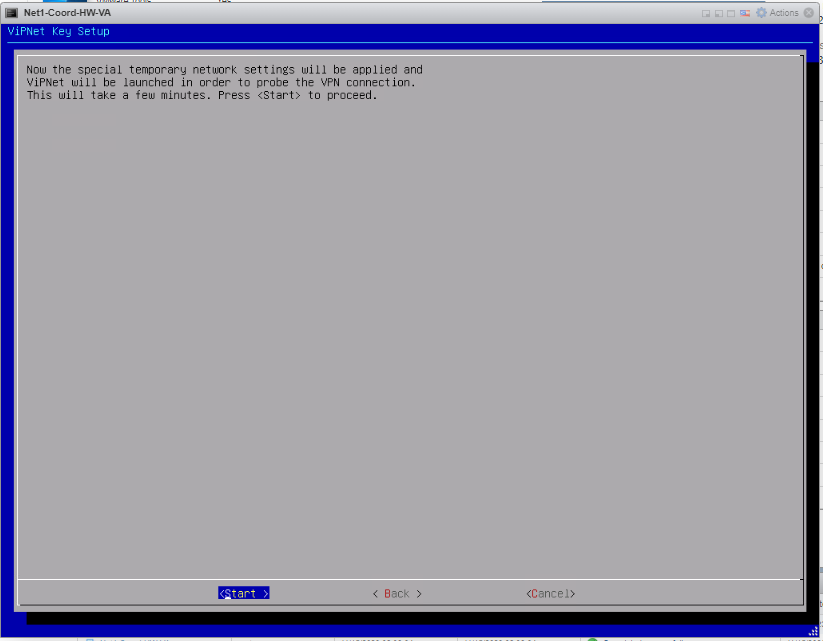 Net1-Coord-HW-VA
Actions
ViPNet Key Setup
Now the special temporary network settings will be applied and
ViPNet will be launched in order to probe the VPN connection.
This will take a few minutes. Press <Start> to proceed.
<Start >
< Back >
<Cancel>